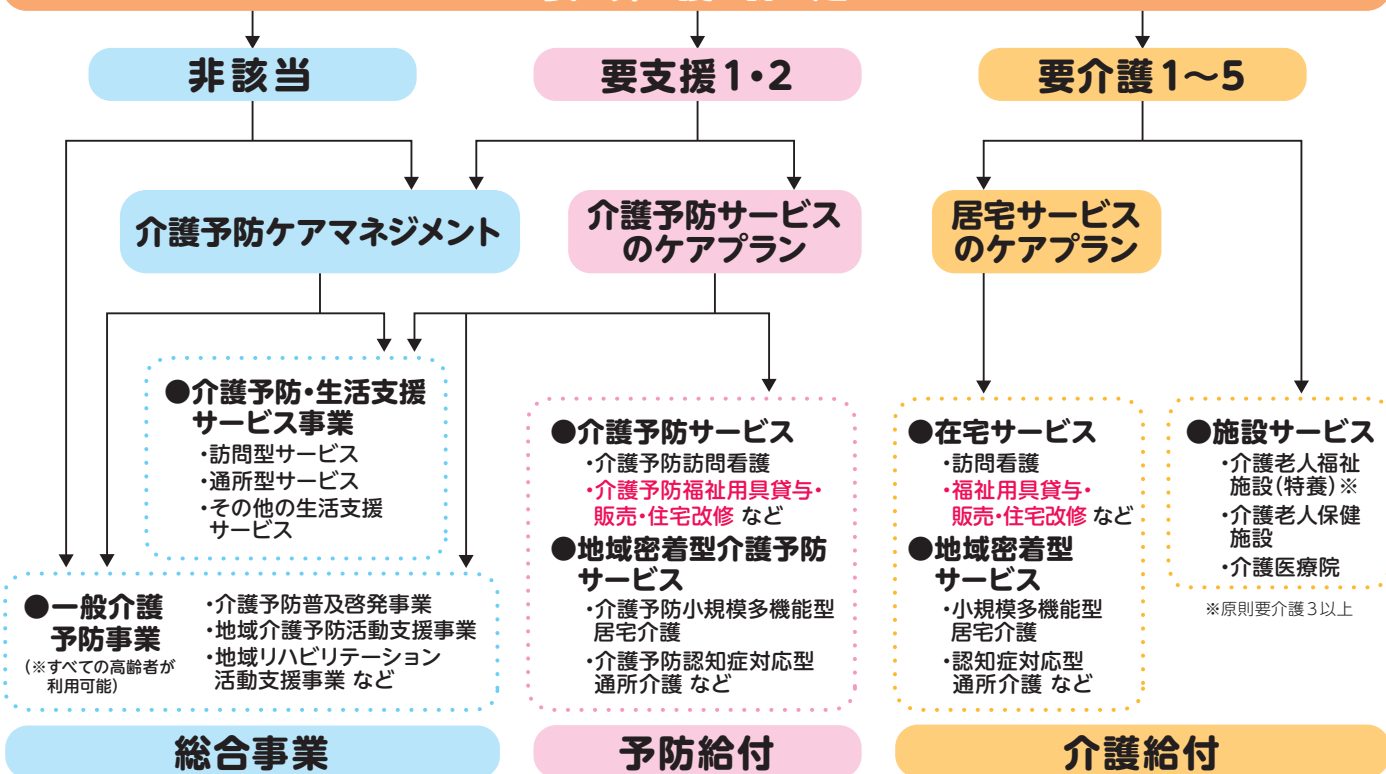 非該当
要支援1・2
要介護1～5
介護予防ケアマネジメント
介護予防サービス
のケアプラン
居宅サービス
のケアプラン
●介護予防・生活支援
サービス事業
・訪問型サービス
・通所型サービス
・その他の生活支援
サービス
●一般介護
予防事業
(※すべての高齢者が
利用可能)
・介護予防普及啓発事業
・地域介護予防活動支援事業
・地域リハビリテーション
活動支援事業 など
●介護予防サービス
・介護予防訪問看護
・介護予防福祉用具貸与・
販売・住宅改修 など
●地域密着型介護予防
サービス
・介護予防小規模多機能型
居宅介護
・介護予防認知症対応型
通所介護 など
●在宅サービス
・訪問看護
・福祉用具貸与・
販売・住宅改修 など
●地域密着型
サービス
・小規模多機能型
居宅介護
・認知症対応型
通所介護 など
●施設サービス
・介護老人福祉
施設(特養)※
・介護老人保健
施設
・介護医療院
※原則要介護3以上
総合事業
予防給付
介護給付